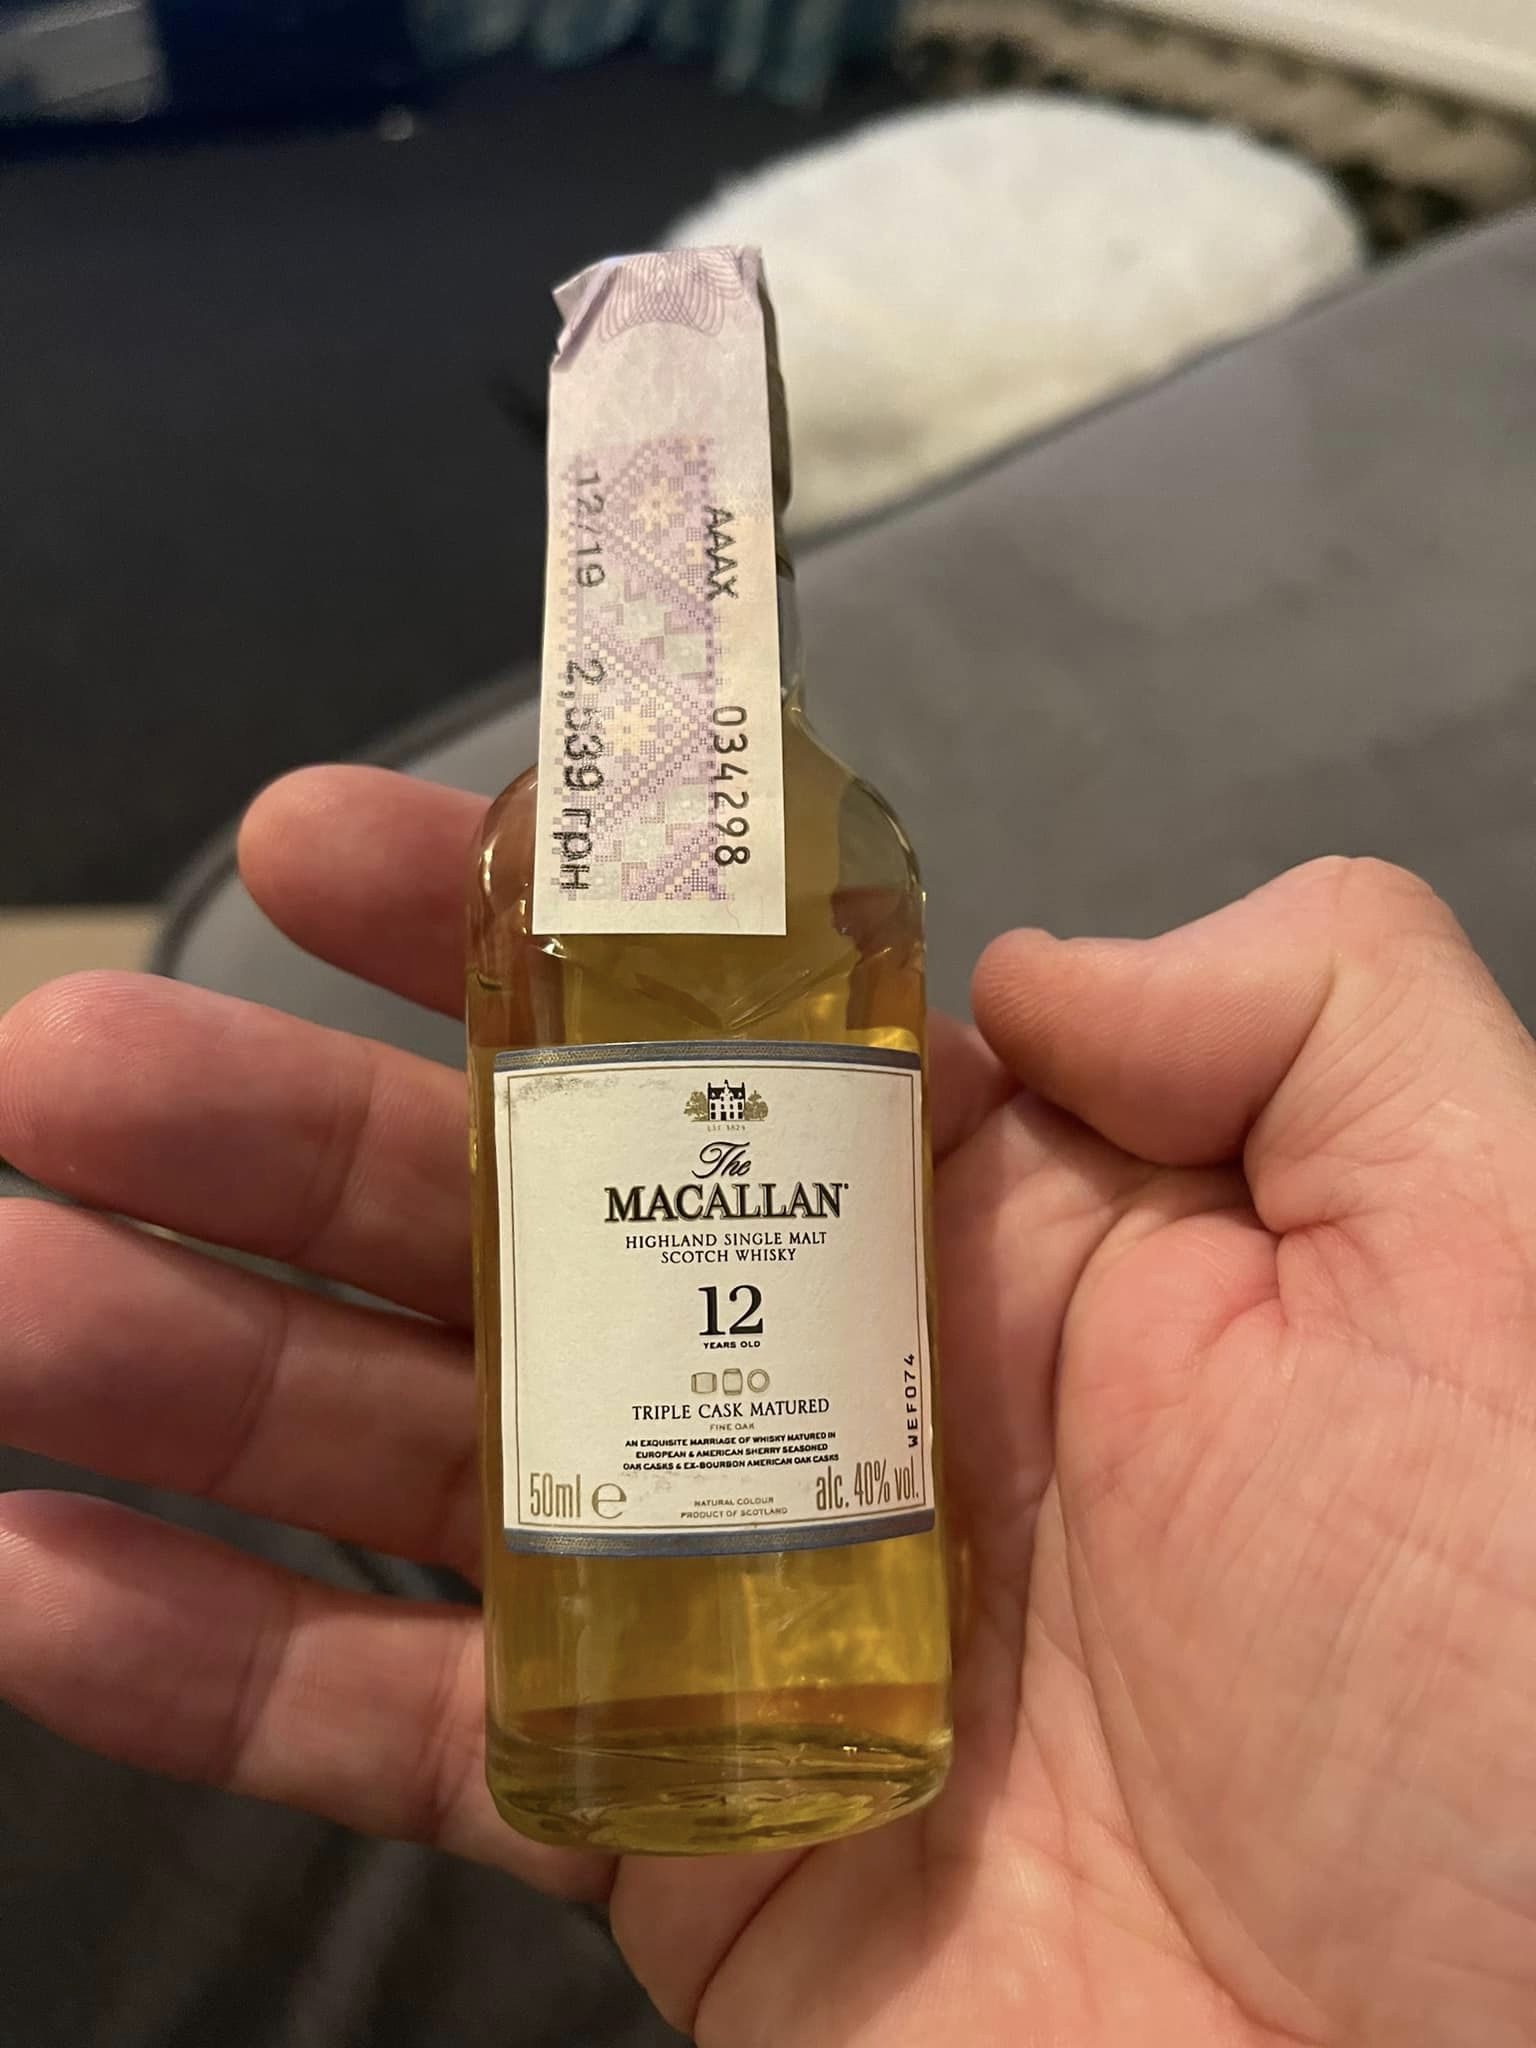 AAAX 034298
12/19 2,539 грн
EST. 1824
The
MACALLAN
HIGHLAND SINGLE MALT
SCOTCH WHISKY
12
YEARS OLD
TRIPLE CASK MATURED
FINE OAK
AN EXQUISITE MARRIAGE OF WHISKY MATURED IN
EUROPEAN & AMERICAN SHERRY SEASONED
OAK CASKS & EX-BOURBON AMERICAN OAK CASKS
50ml e
NATURAL COLOUR
PRODUCT OF SCOTLAND
alc. 40% vol.
WEF074